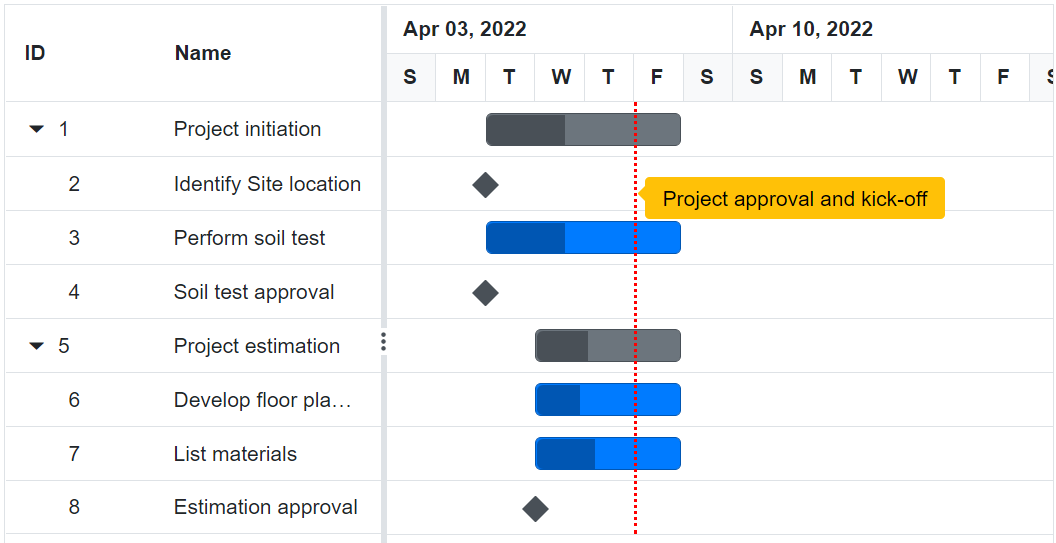 ID Name Apr 03, 2022 Apr 10, 2022
S M T W T F S S M T W T F S
1 Project initiation
2 Identify Site location
Project approval and kick-off
3 Perform soil test
4 Soil test approval
5 Project estimation
6 Develop floor pla…
7 List materials
8 Estimation approval